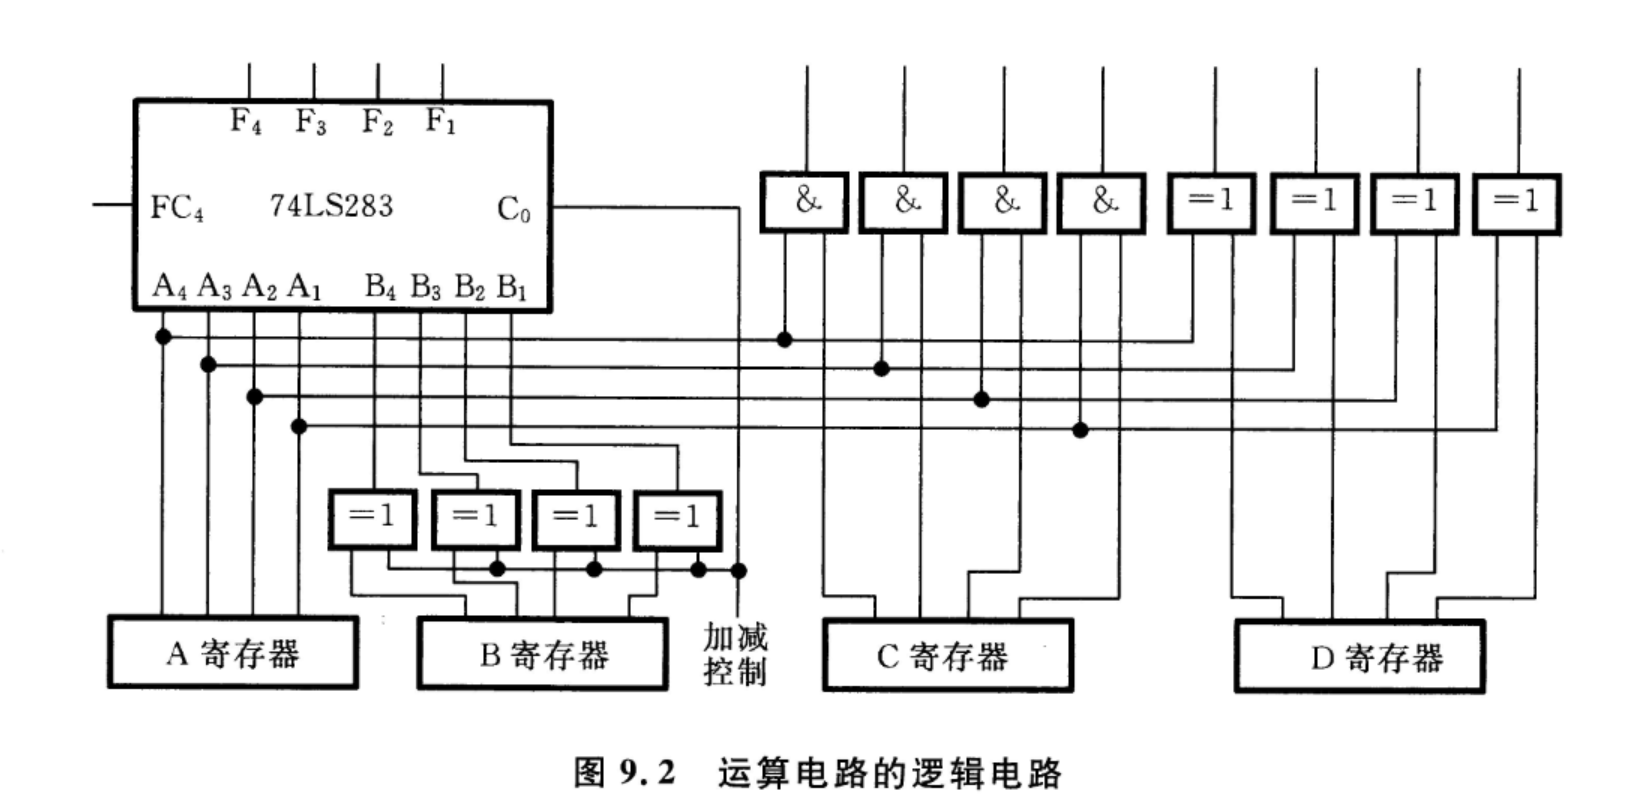 F₄ F₃ F₂ F₁
FC₄ 74LS283 C₀
A₄ A₃ A₂ A₁ B₄ B₃ B₂ B₁
& & & & =1 =1 =1 =1
=1 =1 =1 =1
A 寄存器
B 寄存器
加减
控制
C 寄存器
D 寄存器
图 9.2 运算电路的逻辑电路